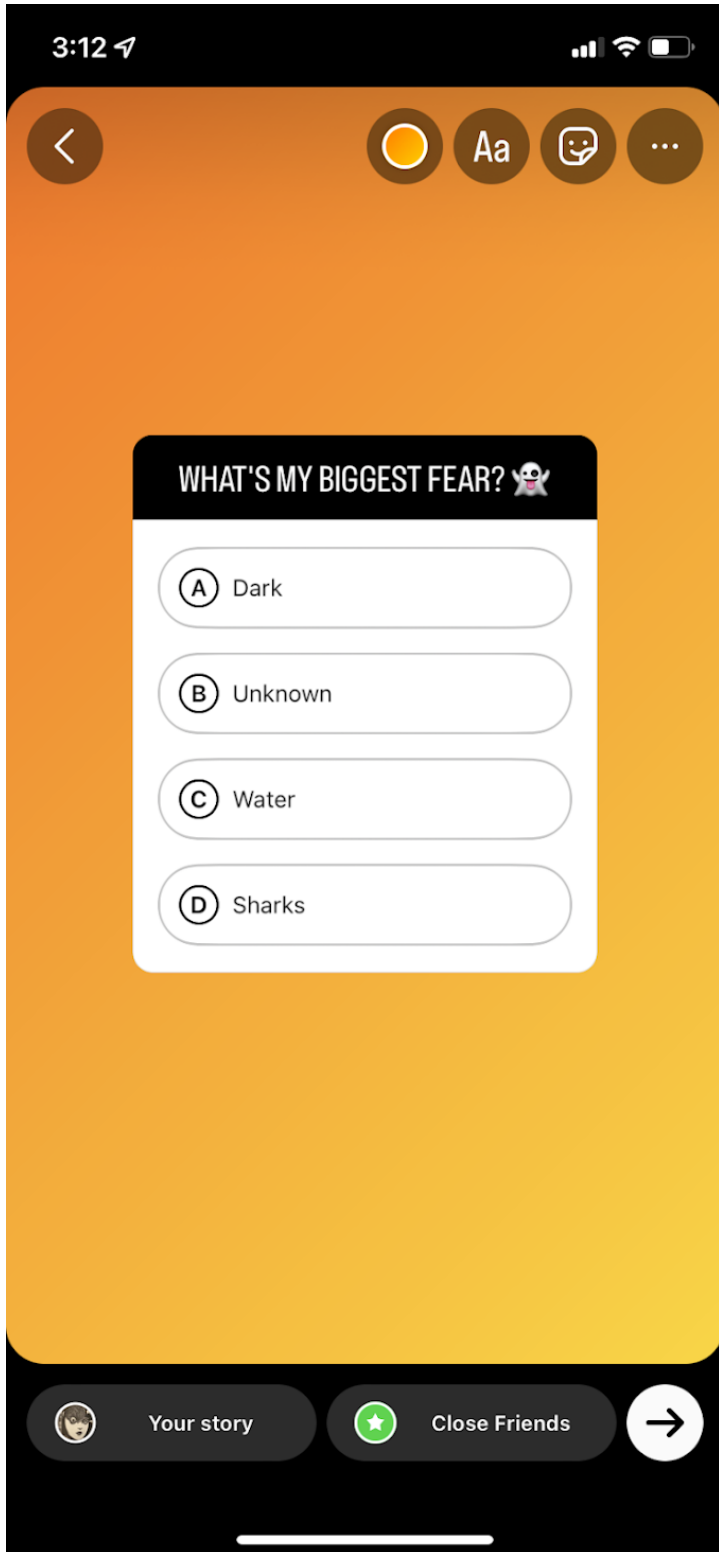 3:12
Aa
WHAT'S MY BIGGEST FEAR? 👻
A Dark
B Unknown
C Water
D Sharks
Your story
Close Friends